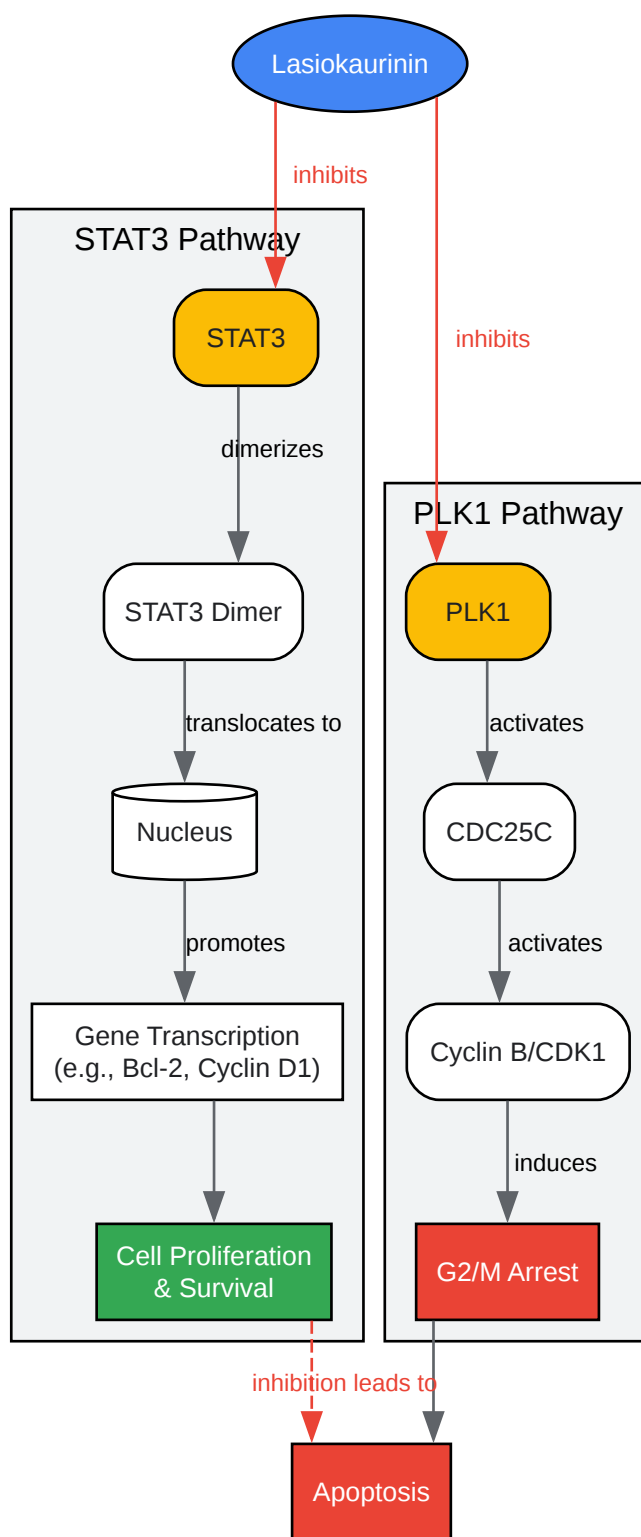 Lasiokaurinin
inhibits
inhibits
STAT3 Pathway
STAT3
dimerizes
STAT3 Dimer
translocates to
Nucleus
promotes
Gene Transcription
(e.g., Bcl-2, Cyclin D1)
Cell Proliferation
& Survival
PLK1 Pathway
PLK1
activates
CDC25C
activates
Cyclin B/CDK1
induces
G2/M Arrest
inhibition leads to
Apoptosis